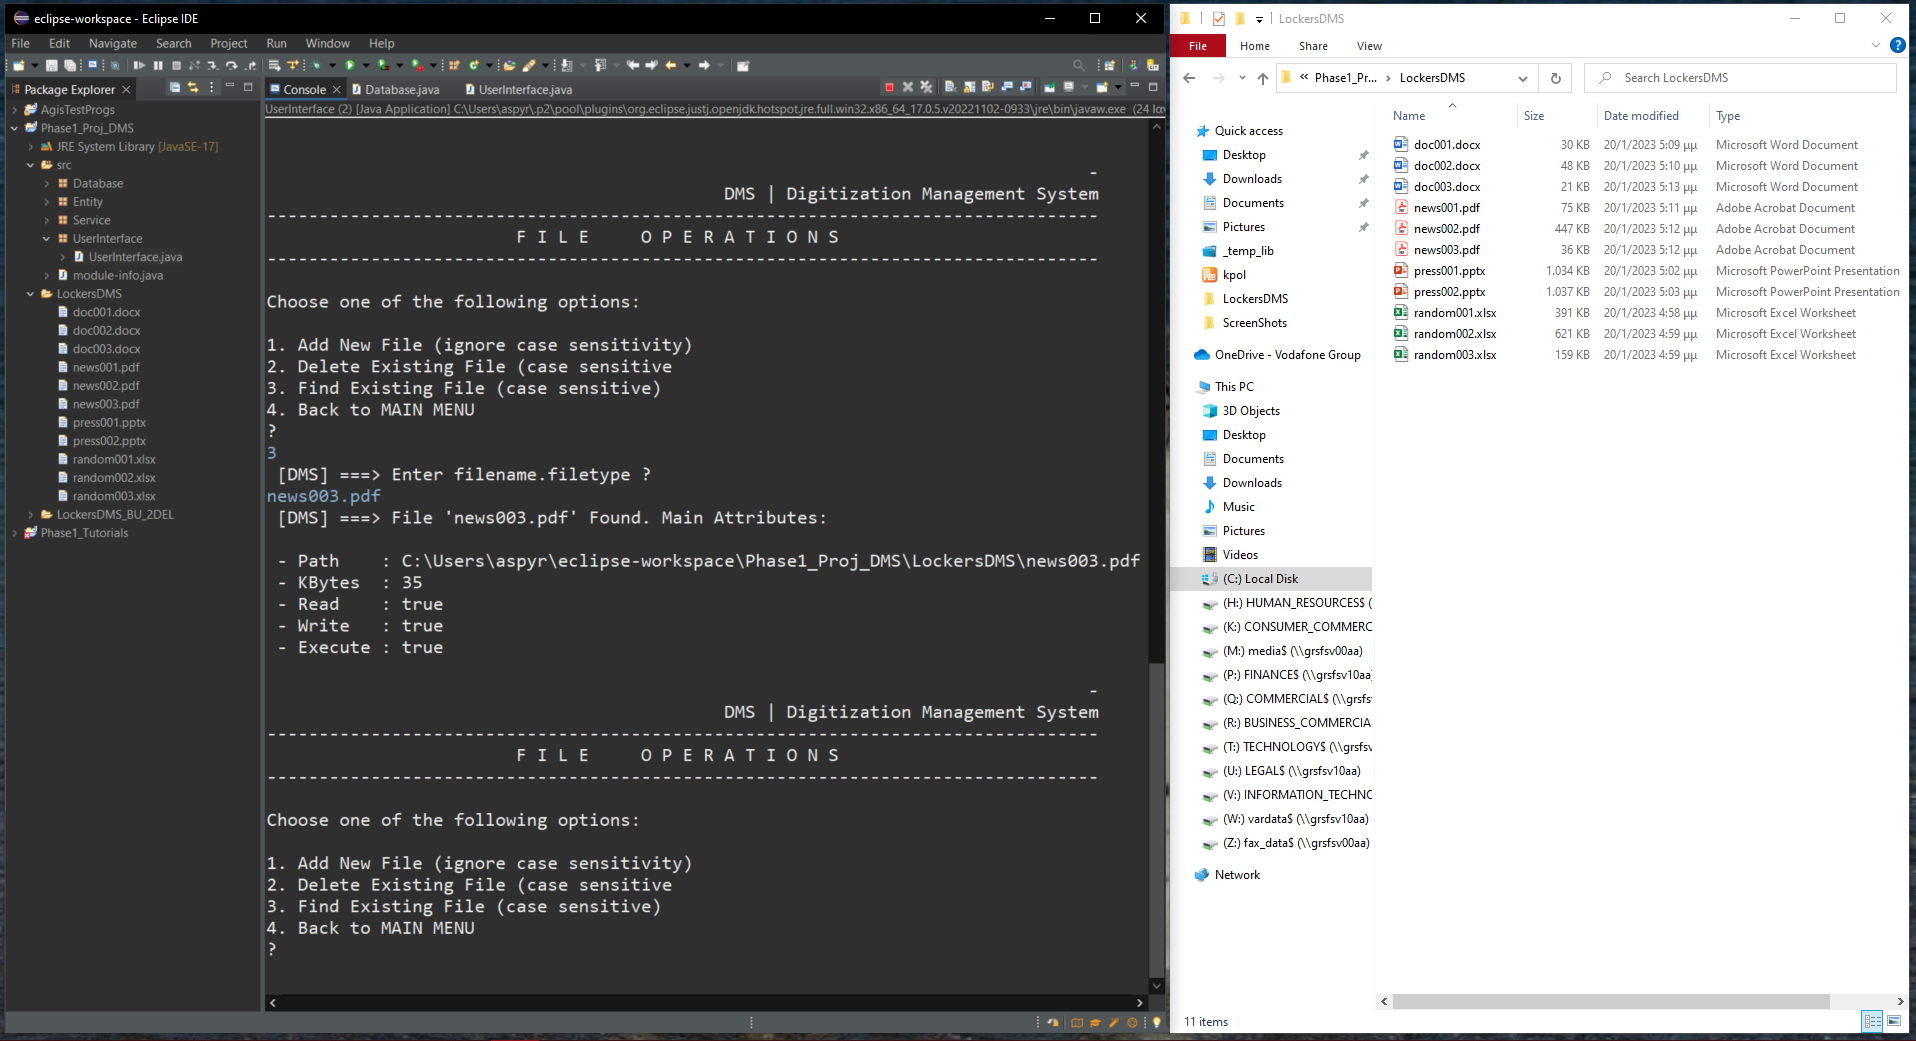 eclipse-workspace - Eclipse IDE
File Edit Navigate Search Project Run Window Help
Package Explorer
AgisTestProgs
Phase1_Proj_DMS
JRE System Library [JavaSE-17]
src
Database
Entity
Service
UserInterface
UserInterface.java
module-info.java
LockersDMS
doc001.docx
doc002.docx
doc003.docx
news001.pdf
news002.pdf
news003.pdf
press001.pptx
press002.pptx
random001.xlsx
random002.xlsx
random003.xlsx
LockersDMS_BU_2DEL
Phase1_Tutorials
Console Database.java UserInterface.java
UserInterface (2) [Java Application] C:\Users\aspyr\.p2\pool\plugins\org.eclipse.justj.openjdk.hotspot.jre.full.win32.x86_64_17.0.5.v20221102-0933\jre\bin\javaw.exe (24 Ιαν
-
DMS | Digitization Management System
--------------------------------------------------------------------------------
F I L E     O P E R A T I O N S
--------------------------------------------------------------------------------
Choose one of the following options:
1. Add New File (ignore case sensitivity)
2. Delete Existing File (case sensitive
3. Find Existing File (case sensitive)
4. Back to MAIN MENU
?
3
[DMS] ===> Enter filename.filetype ?
news003.pdf
[DMS] ===> File 'news003.pdf' Found. Main Attributes:
- Path    : C:\Users\aspyr\eclipse-workspace\Phase1_Proj_DMS\LockersDMS\news003.pdf
- KBytes  : 35
- Read    : true
- Write   : true
- Execute : true
-
DMS | Digitization Management System
--------------------------------------------------------------------------------
F I L E     O P E R A T I O N S
--------------------------------------------------------------------------------
Choose one of the following options:
1. Add New File (ignore case sensitivity)
2. Delete Existing File (case sensitive
3. Find Existing File (case sensitive)
4. Back to MAIN MENU
?
LockersDMS
File Home Share View
« Phase1_Pr... › LockersDMS
Search LockersDMS
Quick access
Desktop
Downloads
Documents
Pictures
_temp_lib
kpol
LockersDMS
ScreenShots
OneDrive - Vodafone Group
This PC
3D Objects
Desktop
Documents
Downloads
Music
Pictures
Videos
(C:) Local Disk
(H:) HUMAN_RESOURCES$ (
(K:) CONSUMER_COMMERC
(M:) media$ (\\grsfsv00aa)
(P:) FINANCE$ (\\grsfsv10aa)
(Q:) COMMERCIAL$ (\\grsfs
(R:) BUSINESS_COMMERCIA
(T:) TECHNOLOGY$ (\\grsfsv
(U:) LEGAL$ (\\grsfsv10aa)
(V:) INFORMATION_TECHNO
(W:) vardata$ (\\grsfsv10aa)
(Z:) fax_data$ (\\grsfsv00aa)
Network
Name Size Date modified Type
doc001.docx 30 KB 20/1/2023 5:09 μμ Microsoft Word Document
doc002.docx 48 KB 20/1/2023 5:10 μμ Microsoft Word Document
doc003.docx 21 KB 20/1/2023 5:13 μμ Microsoft Word Document
news001.pdf 75 KB 20/1/2023 5:11 μμ Adobe Acrobat Document
news002.pdf 447 KB 20/1/2023 5:12 μμ Adobe Acrobat Document
news003.pdf 36 KB 20/1/2023 5:12 μμ Adobe Acrobat Document
press001.pptx 1.034 KB 20/1/2023 5:02 μμ Microsoft PowerPoint Presentation
press002.pptx 1.037 KB 20/1/2023 5:03 μμ Microsoft PowerPoint Presentation
random001.xlsx 391 KB 20/1/2023 4:58 μμ Microsoft Excel Worksheet
random002.xlsx 621 KB 20/1/2023 4:59 μμ Microsoft Excel Worksheet
random003.xlsx 159 KB 20/1/2023 4:59 μμ Microsoft Excel Worksheet
11 items